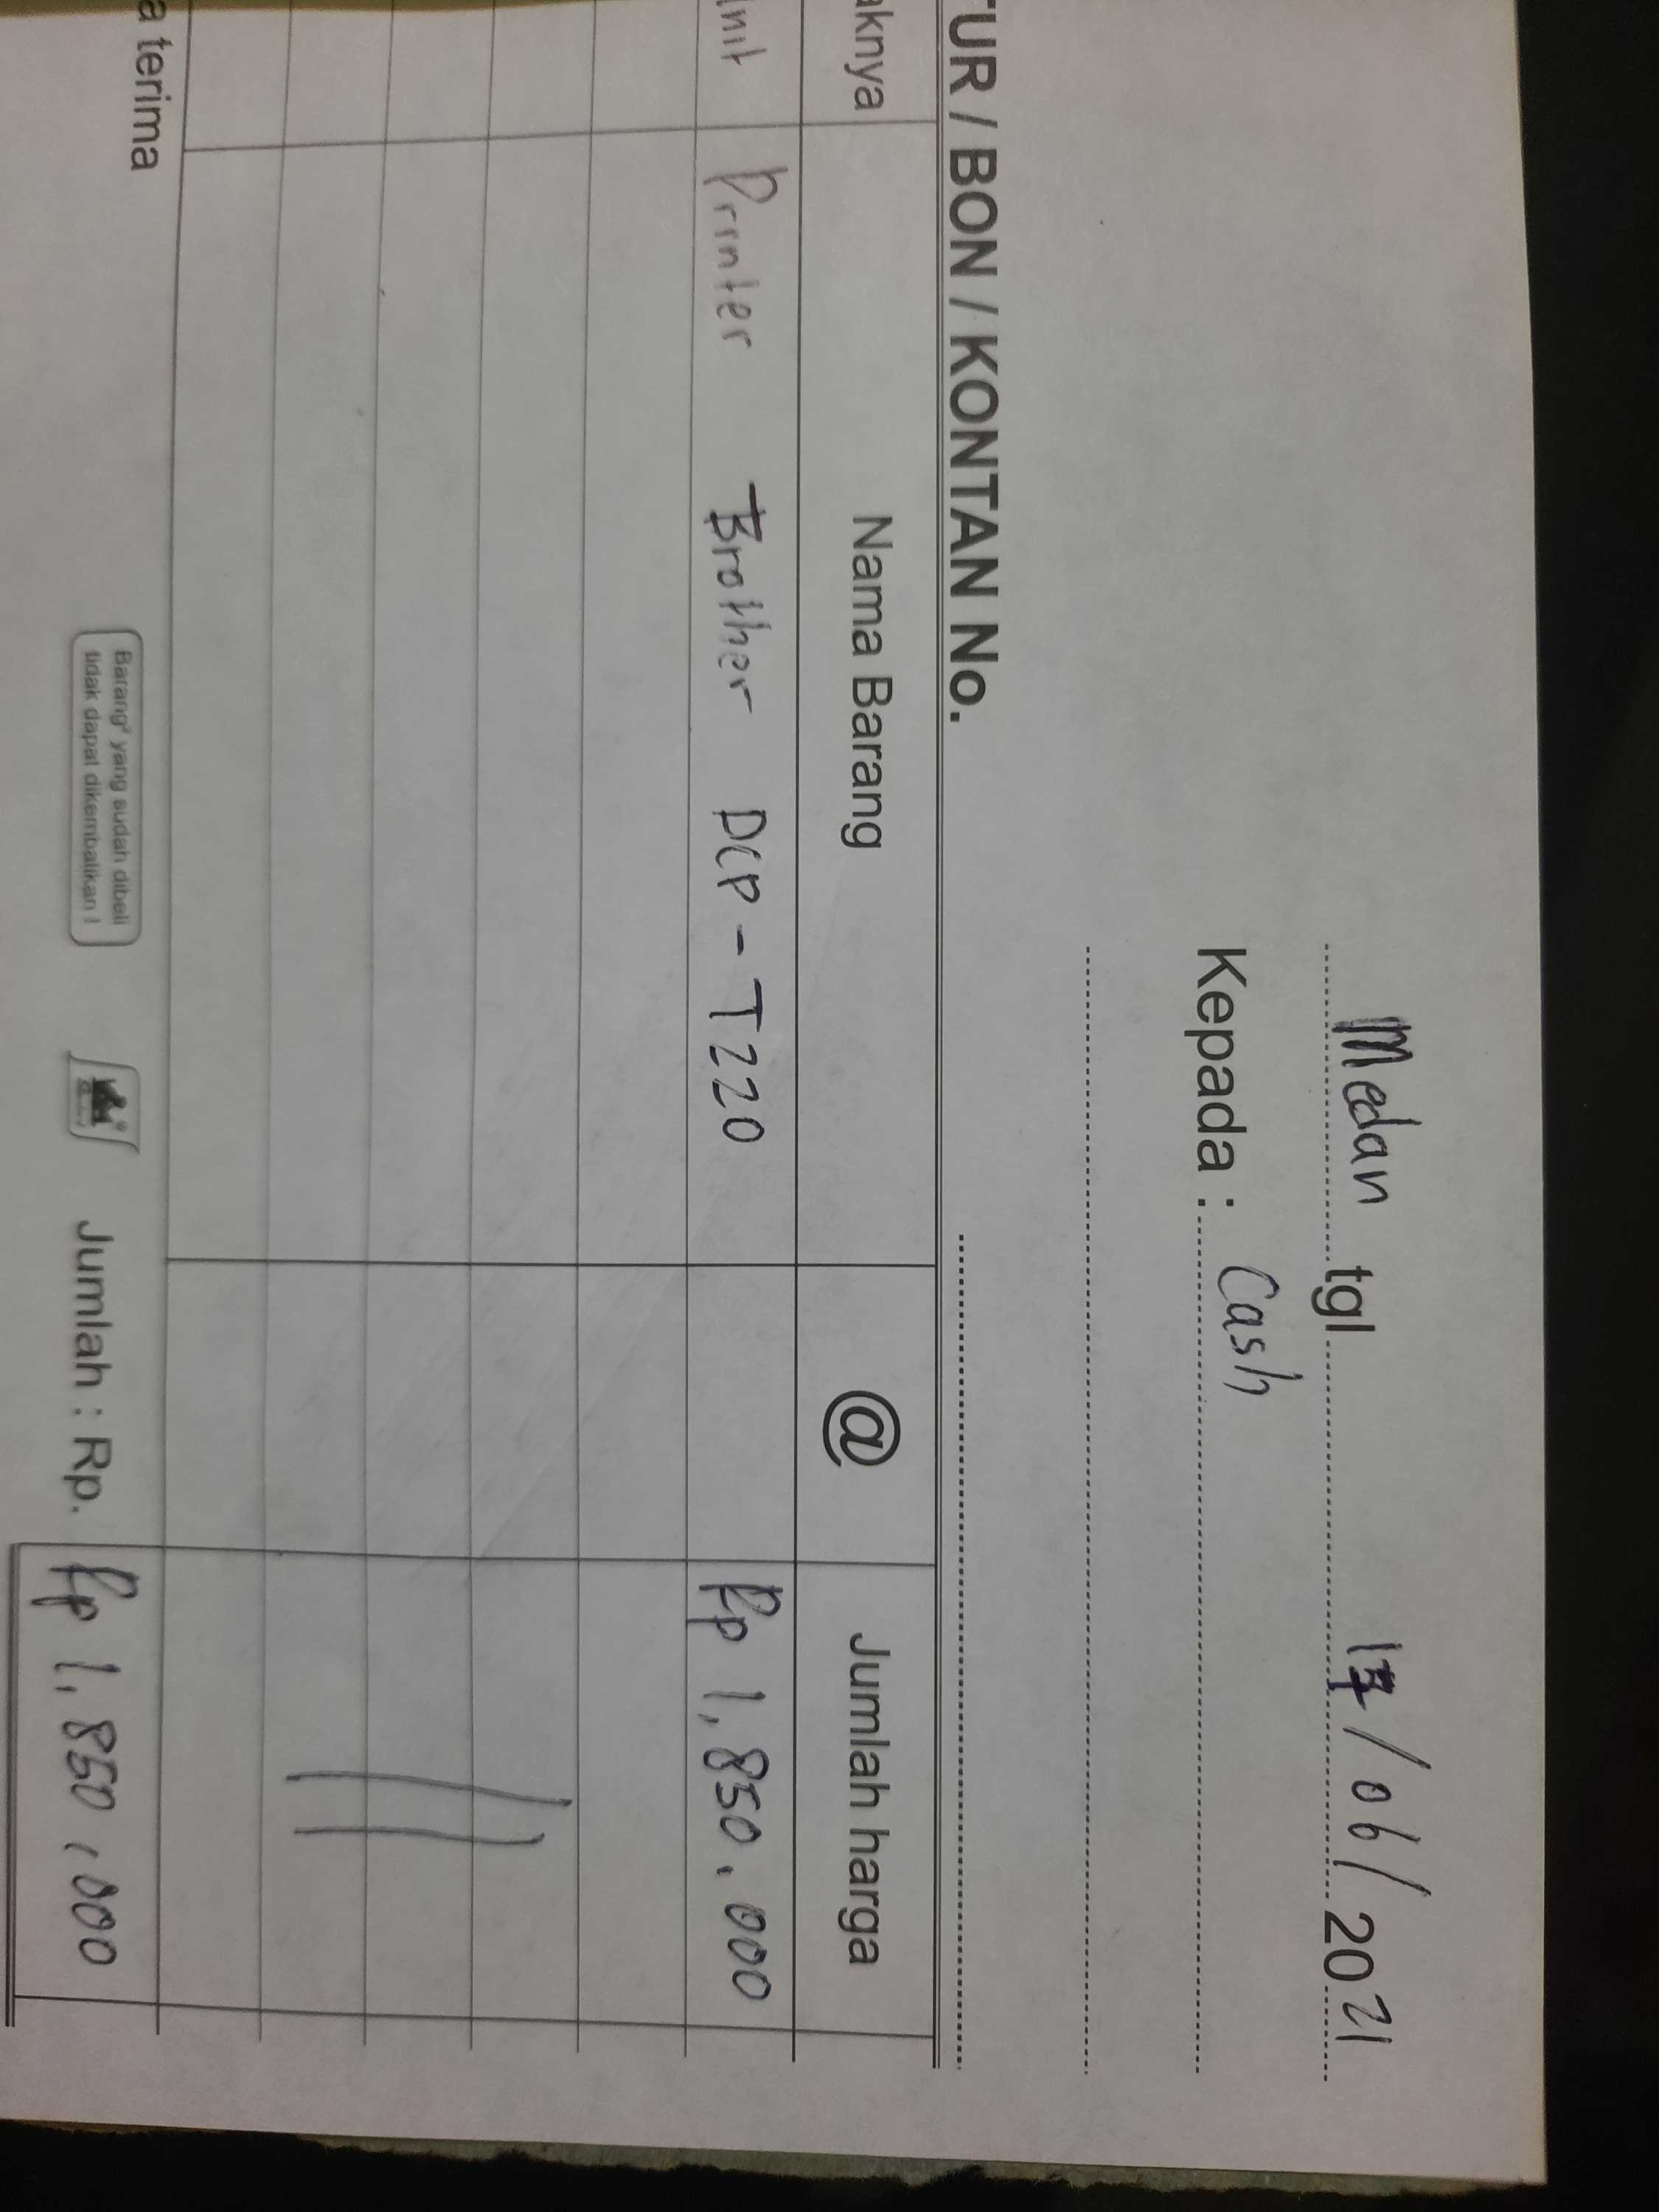 Medan tgl 17/06/2021
Kepada : Cash
TUR / BON / KONTAN No.
aknya Nama Barang @ Jumlah harga
unit Printer Brother DCP-T220 Rp 1,850.000
a terima
Barang² yang sudah dibeli
tidak dapat dikembalikan !
Jumlah : Rp. Rp 1,850,000